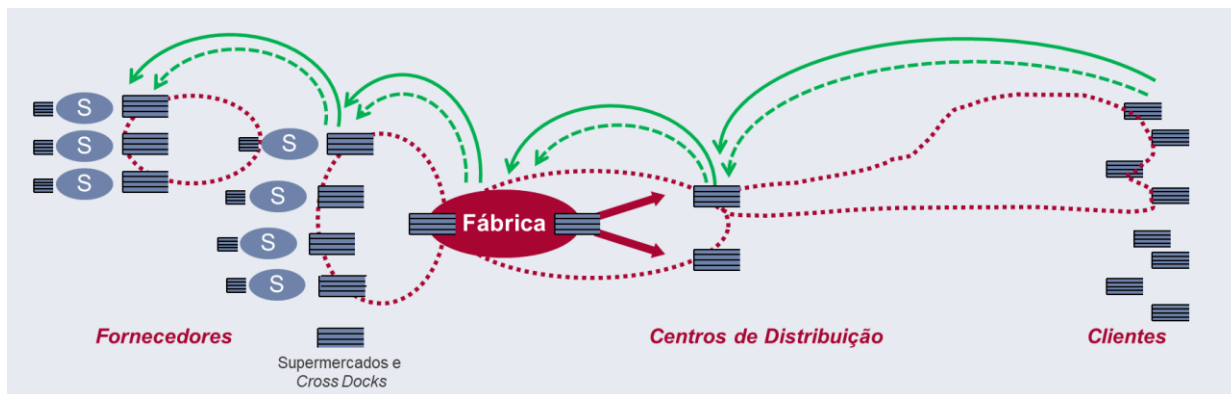 S
S
S
S
S
S
S
Fábrica
Fornecedores
Centros de Distribuição
Clientes
Supermercados e
Cross Docks